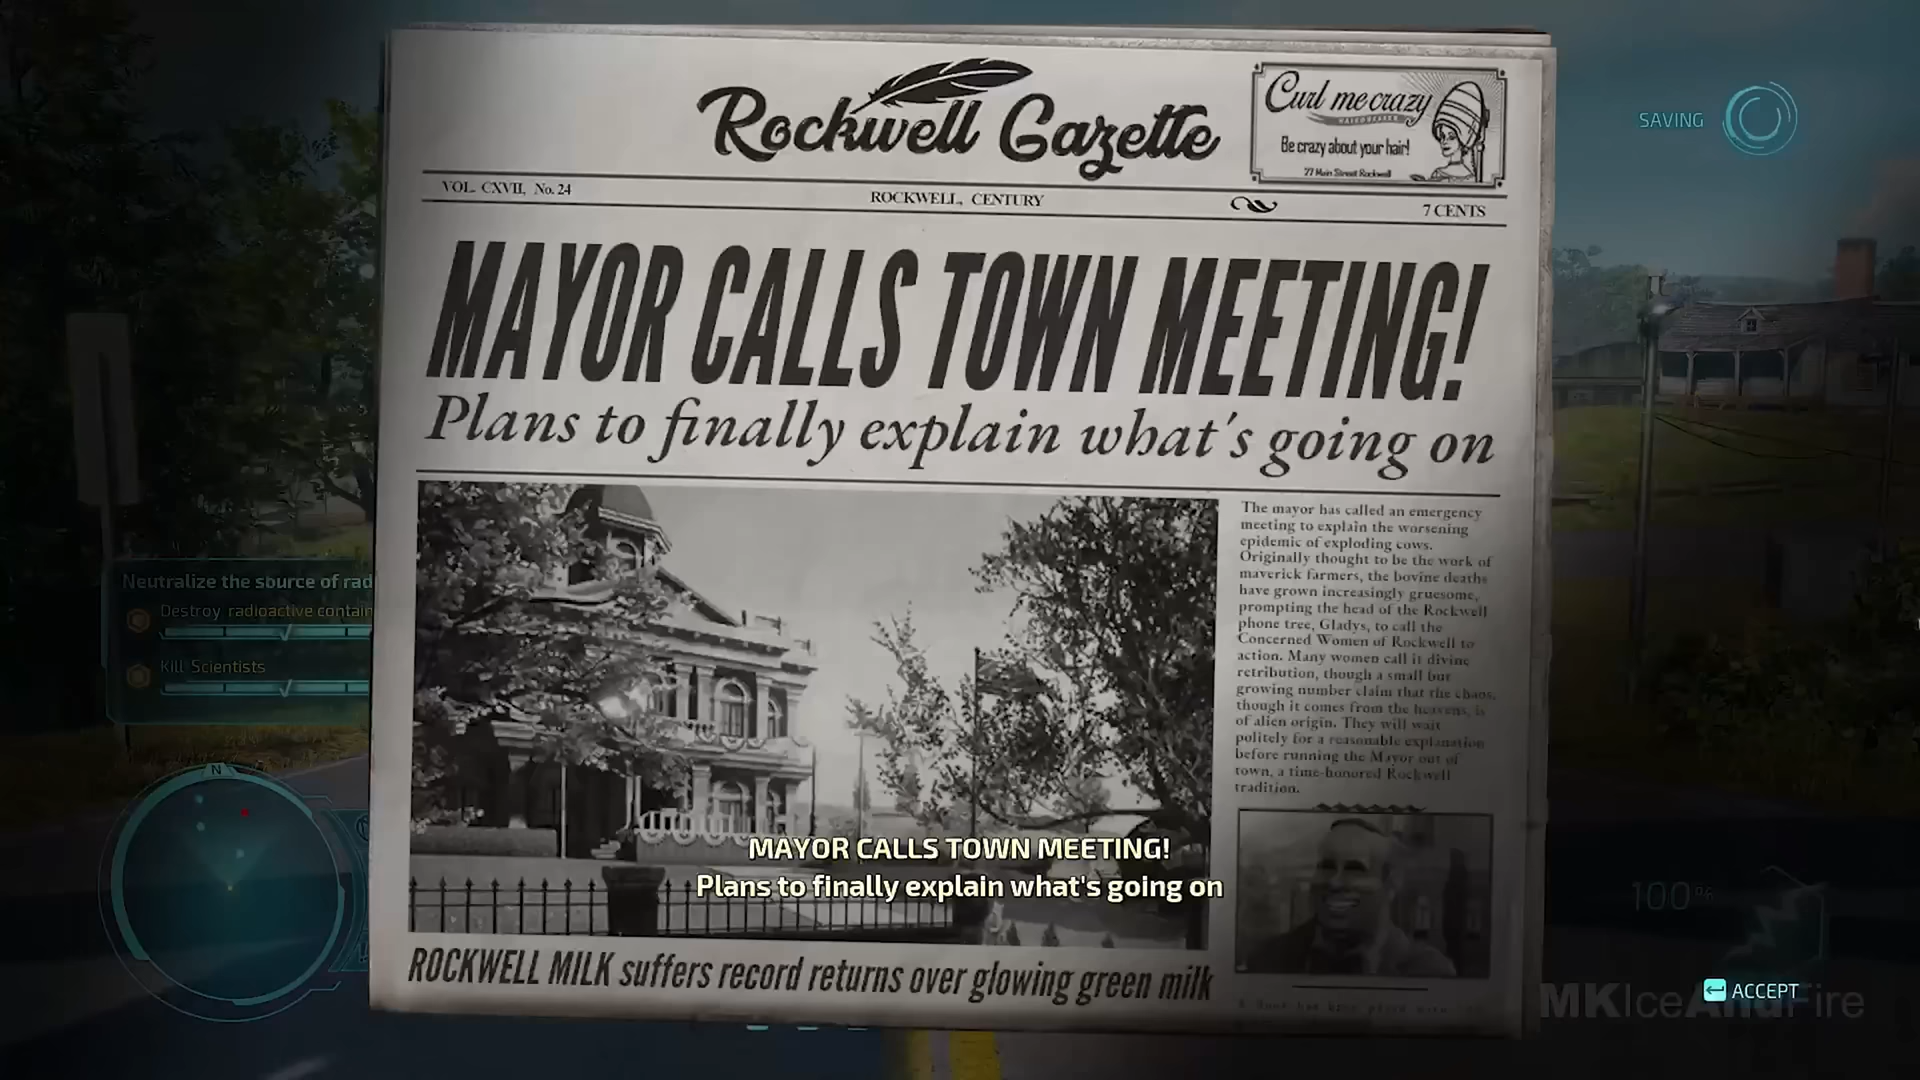 Rockwell Gazette
Curl me crazy
HAIRDRESSER
Be crazy about your hair!
27 Main Street Rockwell
SAVING
VOL. CXVII, No. 24
ROCKWELL, CENTURY
7 CENTS
MAYOR CALLS TOWN MEETING!
Plans to finally explain what's going on
The mayor has called an emergency
meeting to explain the worsening
epidemic of exploding cows.
Originally thought to be the work of
maverick farmers, the bovine deaths
have grown increasingly gruesome,
prompting the head of the Rockwell
phone tree, Gladys, to call the
Concerned Women of Rockwell to
action. Many women call it divine
retribution, though a small but
growing number claim that the chaos,
though it comes from the heavens, is
of alien origin. They will wait
politely for a reasonable explanation
before running the Mayor out of
town, a time-honored Rockwell
tradition.
Neutralize the source of rad
Destroy radioactive contain
Kill Scientists
N
MAYOR CALLS TOWN MEETING!
Plans to finally explain what's going on
100%
ROCKWELL MILK suffers record returns over glowing green milk
ACCEPT
MKIceAndFire